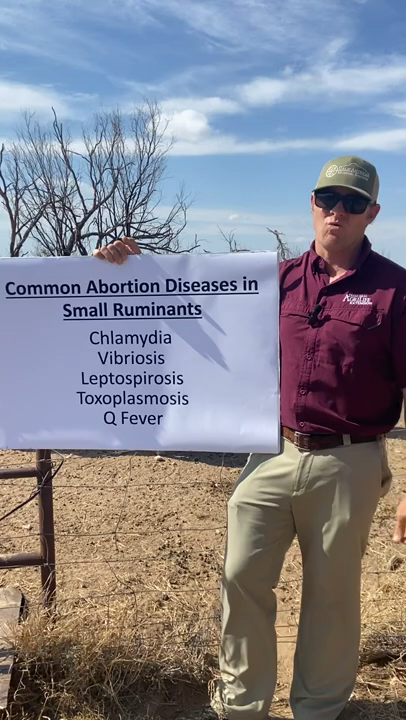 Common Abortion Diseases in
Small Ruminants
Chlamydia
Vibriosis
Leptospirosis
Toxoplasmosis
Q Fever